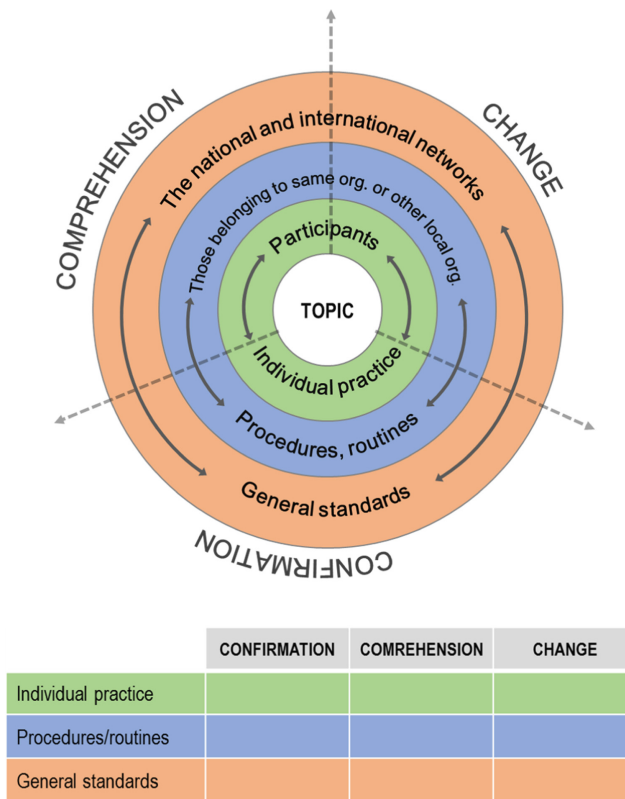 COMPREHENSION
CHANGE
The national and international networks
Those belonging to same org. or other local org.
Participants
TOPIC
Individual practice
Procedures, routines
General standards
CONFIRMATION
CONFIRMATION COMREHENSION CHANGE
Individual practice
Procedures/routines
General standards